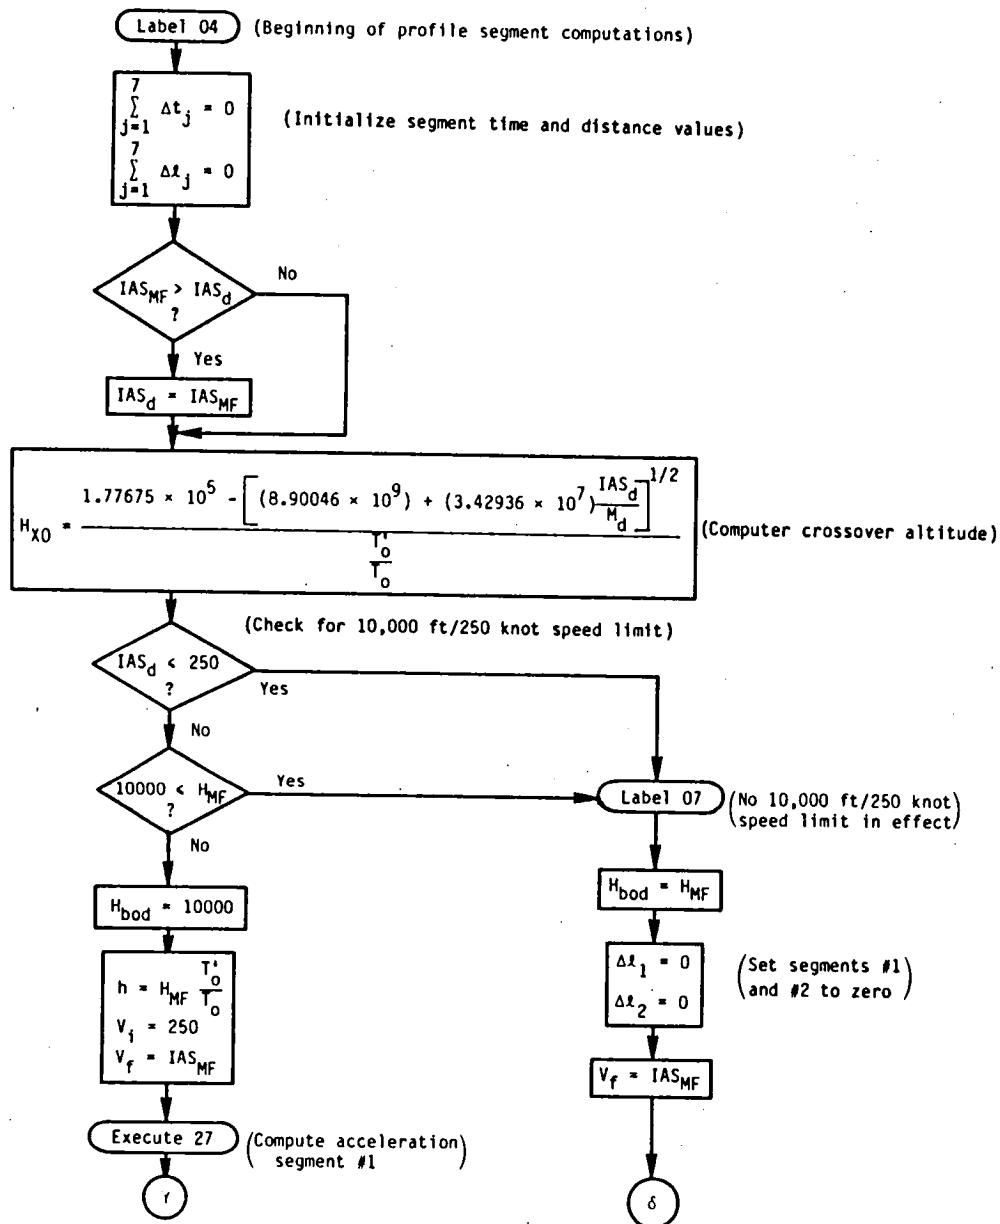 Label 04 (Beginning of profile segment computations)
7
∑ Δt_j = 0
j=1
(Initialize segment time and distance values)
7
∑ Δℓ_j = 0
j=1
IAS_MF > IAS_d
?
No
Yes
IAS_d = IAS_MF
H_XO = (1.77675 × 10^5 - [(8.90046 × 10^9) + (3.42936 × 10^7) IAS_d / M_d]^1/2) / (T'_o / T_o)
(Computer crossover altitude)
(Check for 10,000 ft/250 knot speed limit)
IAS_d < 250
?
Yes
No
10000 < H_MF
?
Yes
No
Label 07 (No 10,000 ft/250 knot)
(speed limit in effect)
H_bod = 10000
H_bod = H_MF
h = H_MF T'_o / T_o
V_i = 250
V_f = IAS_MF
Δℓ_1 = 0
Δℓ_2 = 0
(Set segments #1
and #2 to zero)
V_f = IAS_MF
Execute 27 (Compute acceleration)
(segment #1)
γ
δ